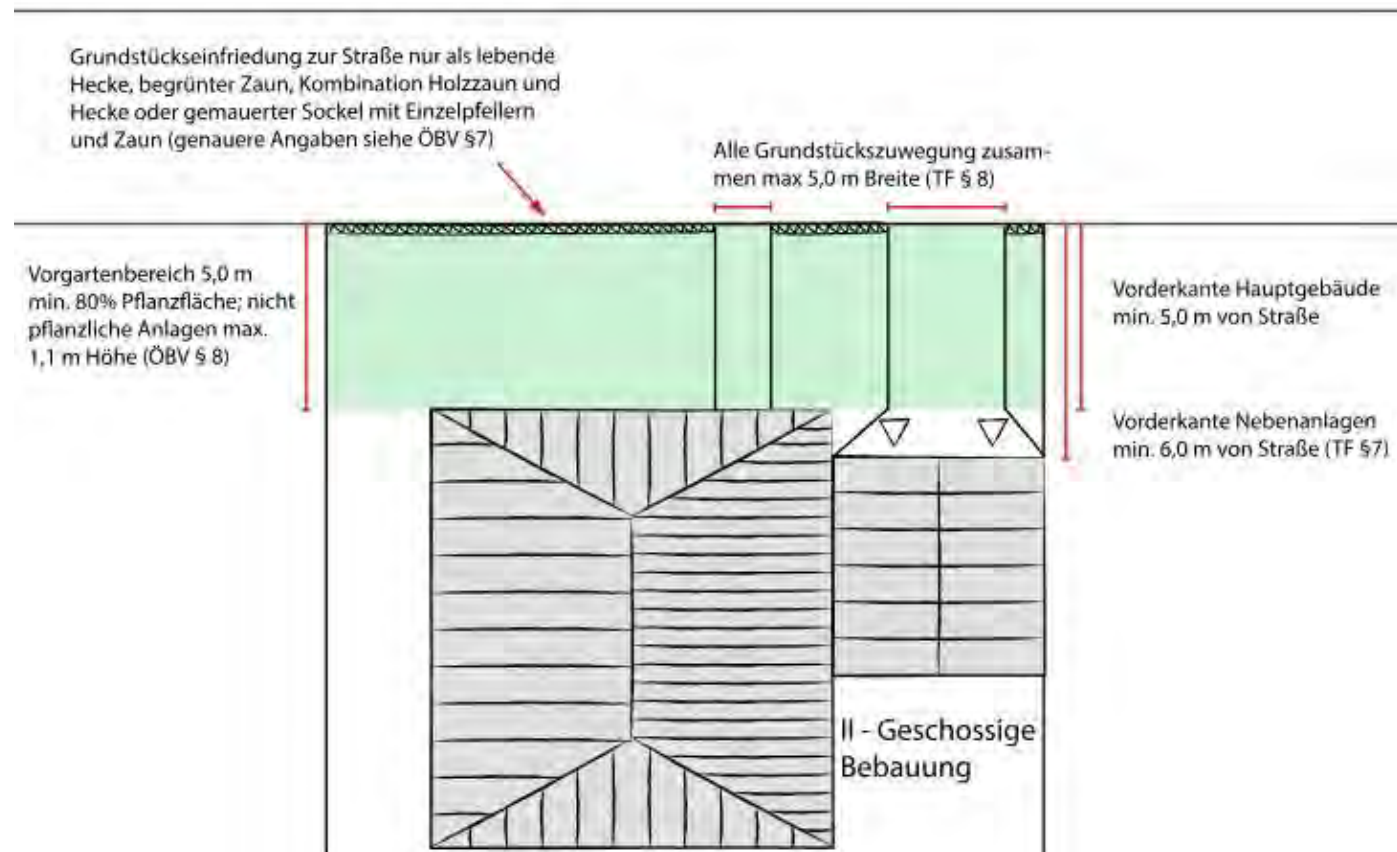 Grundstückseinfriedung zur Straße nur als lebende
Hecke, begrünter Zaun, Kombination Holzzaun und
Hecke oder gemauerter Sockel mit Einzelpfellern
und Zaun (genauere Angaben siehe ÖBV §7)
Alle Grundstückszuwegung zusam-
men max 5,0 m Breite (TF § 8)
Vorgartenbereich 5,0 m
min. 80% Pflanzfläche; nicht
pflanzliche Anlagen max.
1,1 m Höhe (ÖBV § 8)
Vorderkante Hauptgebäude
min. 5,0 m von Straße
Vorderkante Nebenanlagen
min. 6,0 m von Straße (TF §7)
II - Geschossige
Bebauung